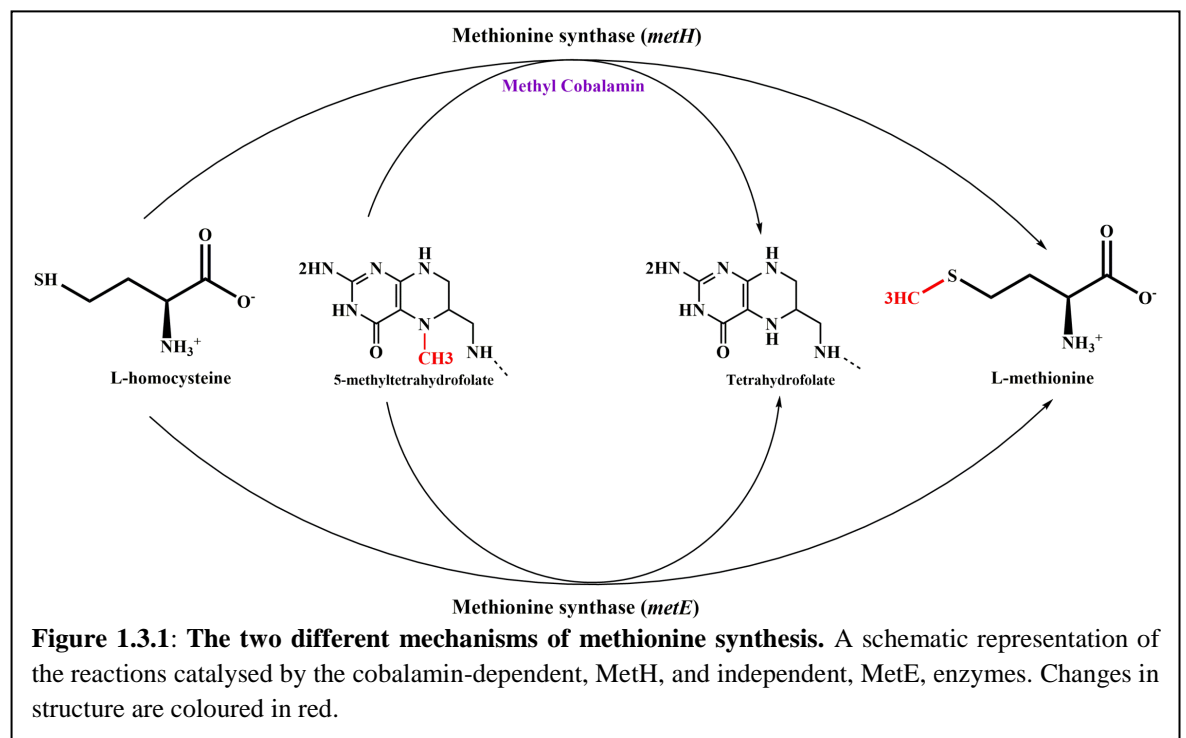 Methionine synthase (metH)
Methyl Cobalamin
O
SH
O-
NH3+
L-homocysteine
H
2HN N N
HN
N
O
CH3
NH
5-methyltetrahydrofolate
H
2HN N N
HN
N
H
O
NH
Tetrahydrofolate
O
3HC S
O-
NH3+
L-methionine
Methionine synthase (metE)
Figure 1.3.1: The two different mechanisms of methionine synthesis. A schematic representation of
the reactions catalysed by the cobalamin-dependent, MetH, and independent, MetE, enzymes. Changes in
structure are coloured in red.